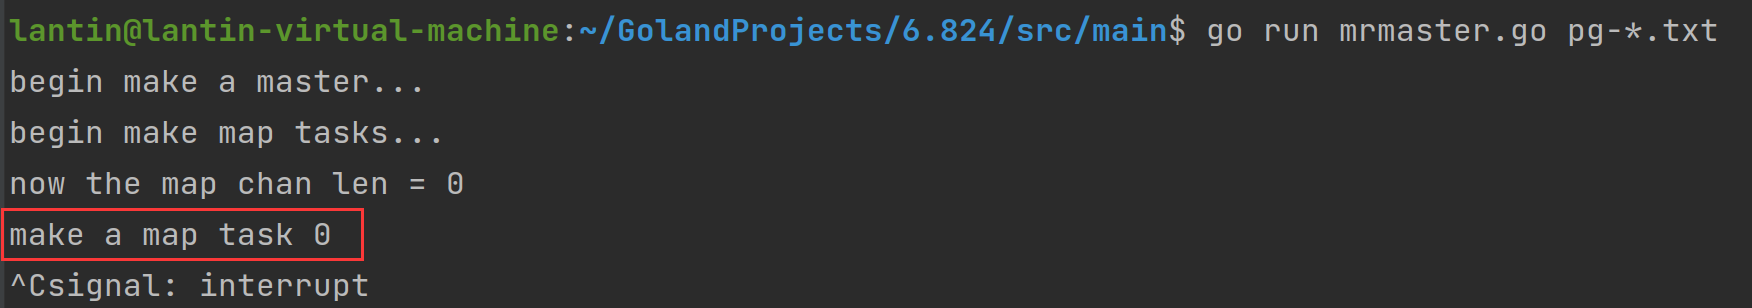 lantin@lantin-virtual-machine:~/GolandProjects/6.824/src/main$ go run mrmaster.go pg-*.txt
begin make a master...
begin make map tasks...
now the map chan len = 0
make a map task 0
^Csignal: interrupt